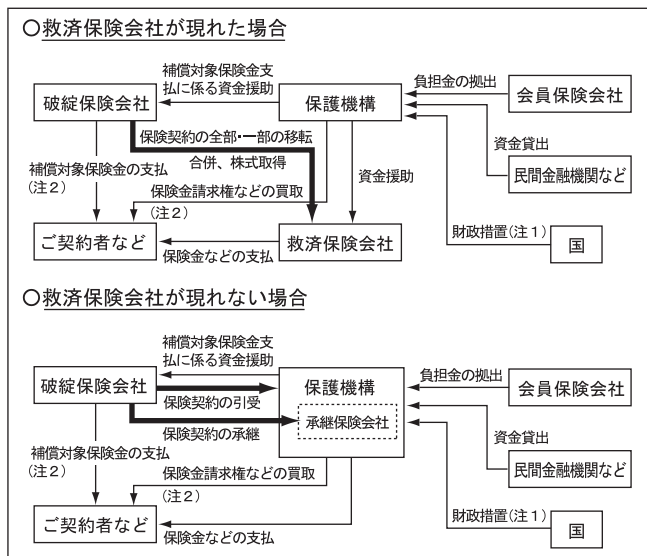 ○救済保険会社が現れた場合
補償対象保険金支
払に係る資金援助
負担金の拠出
破綻保険会社
保護機構
会員保険会社
保険契約の全部・一部の移転
合併、株式取得
資金貸出
補償対象保険金の支払
(注2)
保険金請求権などの買取
(注2)
資金援助
民間金融機関など
財政措置(注1)
ご契約者など
保険金などの支払
救済保険会社
国
○救済保険会社が現れない場合
補償対象保険金支
払に係る資金援助
負担金の拠出
破綻保険会社
保護機構
会員保険会社
保険契約の引受
承継保険会社
保険契約の承継
資金貸出
補償対象保険金の支払
(注2)
保険金請求権などの買取
(注2)
民間金融機関など
財政措置(注1)
ご契約者など
保険金などの支払
国